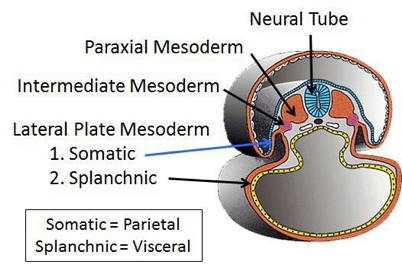 Neural Tube
Paraxial Mesoderm
Intermediate Mesoderm
Lateral Plate Mesoderm
1. Somatic
2. Splanchnic
Somatic = Parietal
Splanchnic = Visceral